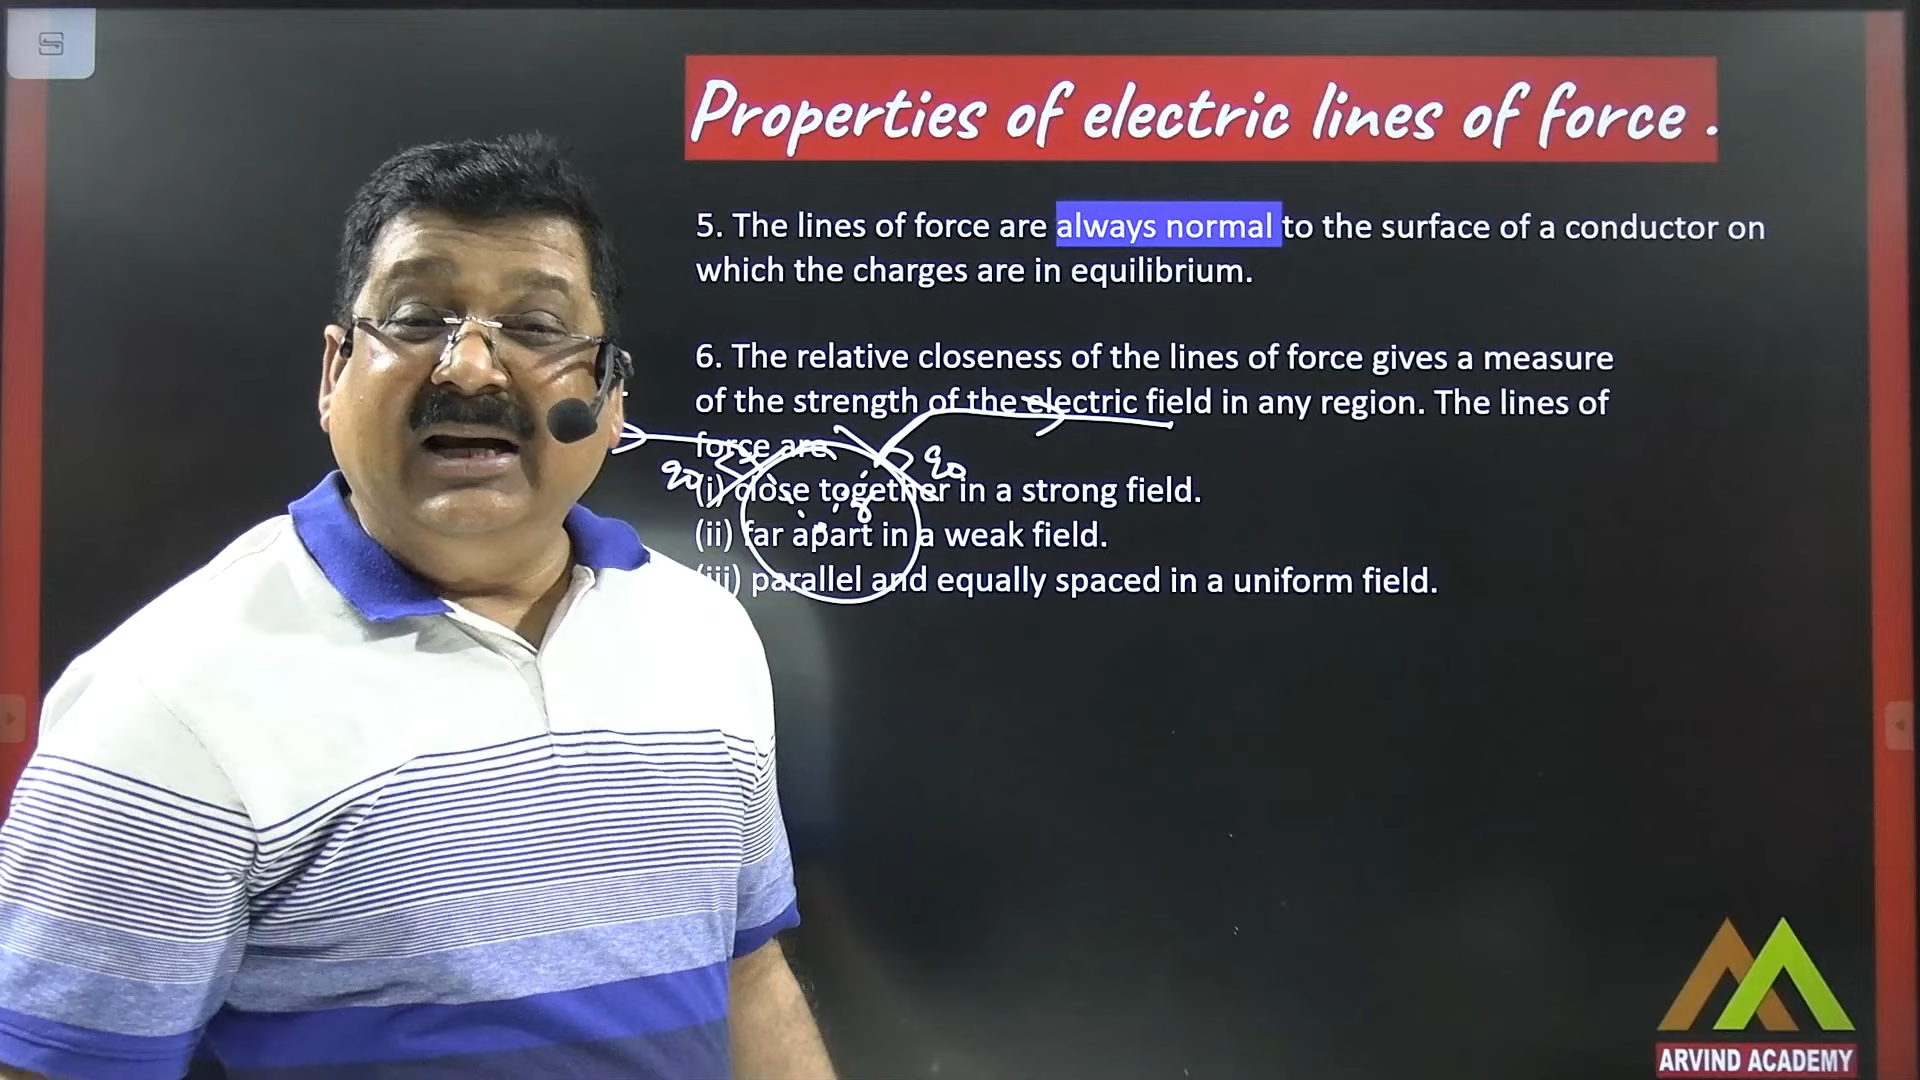 Properties of electric lines of force .
5. The lines of force are always normal to the surface of a conductor on
which the charges are in equilibrium.
6. The relative closeness of the lines of force gives a measure
of the strength of the electric field in any region. The lines of
force are
90
90
(i) close together in a strong field.
(ii) far apart in a weak field.
(iii) parallel and equally spaced in a uniform field.
ARVIND ACADEMY